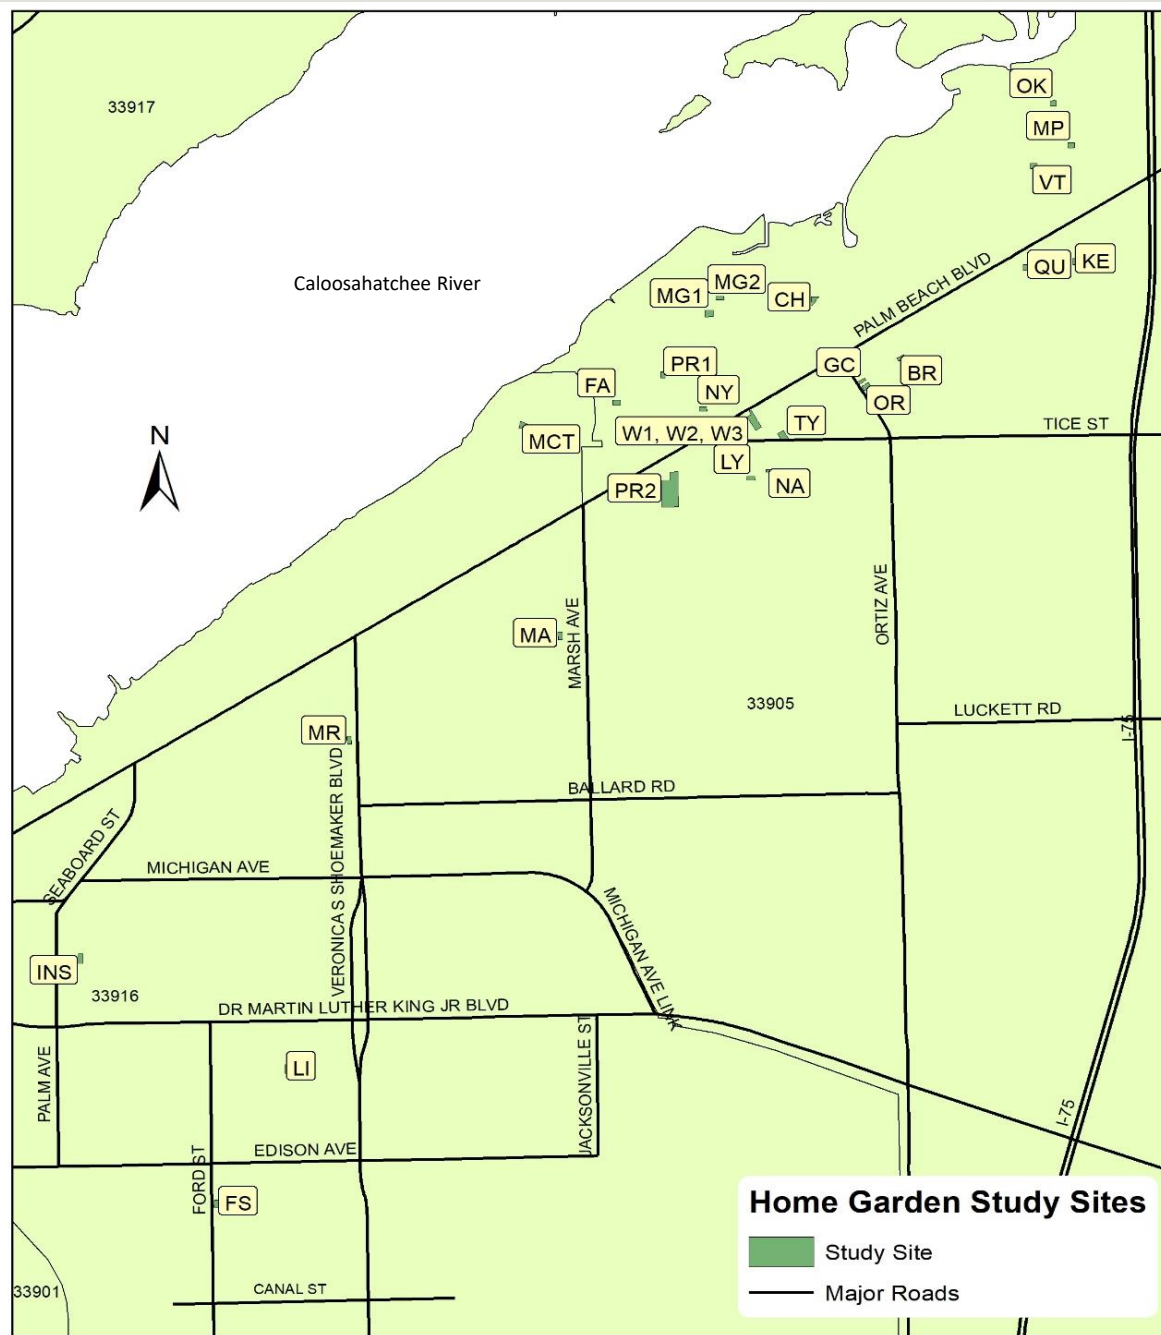 33917
OK
MP
VT
Caloosahatchee River
PALM BEACH BLVD
QU
KE
MG1
MG2
CH
PR1
GC
BR
FA
NY
OR
N
MCT
W1, W2, W3
TY
TICE ST
LY
PR2
NA
MARSH AVE
ORTIZ AVE
MA
33905
LUCKETT RD
MR
I-75
VERONICA S SHOEMAKER BLVD
BALLARD RD
SEABOARD ST
MICHIGAN AVE
MICHIGAN AVE LINK
INS
33916
DR MARTIN LUTHER KING JR BLVD
PALM AVE
LI
JACKSONVILLE ST
I-75
EDISON AVE
FORD ST
FS
33901
CANAL ST
Home Garden Study Sites
Study Site
Major Roads